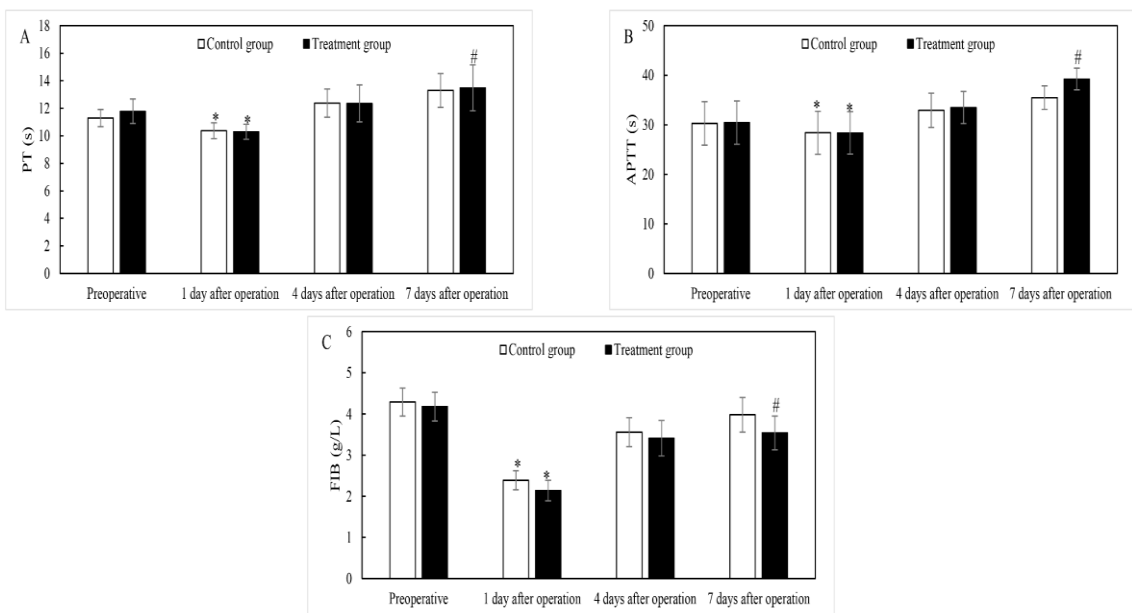 A
Control group Treatment group
PT (s)
18
16
14
12
10
8
6
4
2
0
* * #
Preoperative 1 day after operation 4 days after operation 7 days after operation
B
Control group Treatment group
APTT (s)
50
40
30
20
10
0
* * #
Preoperative 1 day after operation 4 days after operation 7 days after operation
C
Control group Treatment group
FIB (g/L)
6
5
4
3
2
1
0
* * #
Preoperative 1 day after operation 4 days after operation 7 days after operation